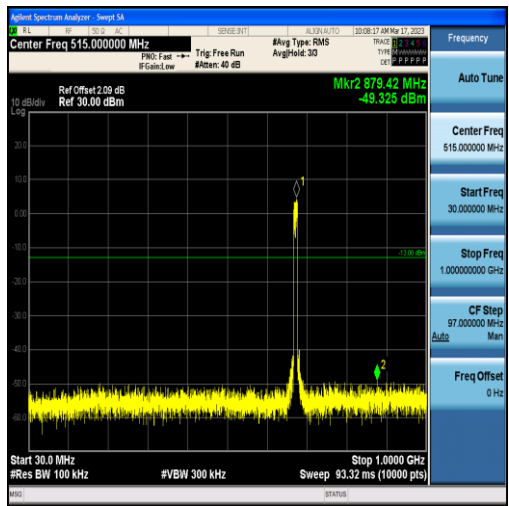 Agilent Spectrum Analyzer - Swept SA
RL RF 50 Ω AC SENSE:INT ALIGN AUTO 10:08:17 AM Mar 17, 2023
Center Freq 515.000000 MHz
PNO: Fast
IFGain:Low
Trig: Free Run
#Atten: 40 dB
#Avg Type: RMS
Avg|Hold: 3/3
TRACE 1 2 3 4 5 6
TYPE
DET P P P P P P
Frequency
Ref Offset 2.09 dB
10 dB/div Ref 30.00 dBm
Log
Mkr2 879.42 MHz
-49.325 dBm
20.0
10.0
0.00
-10.0
-20.0
-30.0
-40.0
-50.0
-60.0
1
-13.00 dBm
2
Start 30.0 MHz Stop 1.0000 GHz
#Res BW 100 kHz #VBW 300 kHz Sweep 93.32 ms (10000 pts)
MSG STATUS
Auto Tune
Center Freq
515.000000 MHz
Start Freq
30.000000 MHz
Stop Freq
1.000000000 GHz
CF Step
97.000000 MHz
Auto Man
Freq Offset
0 Hz